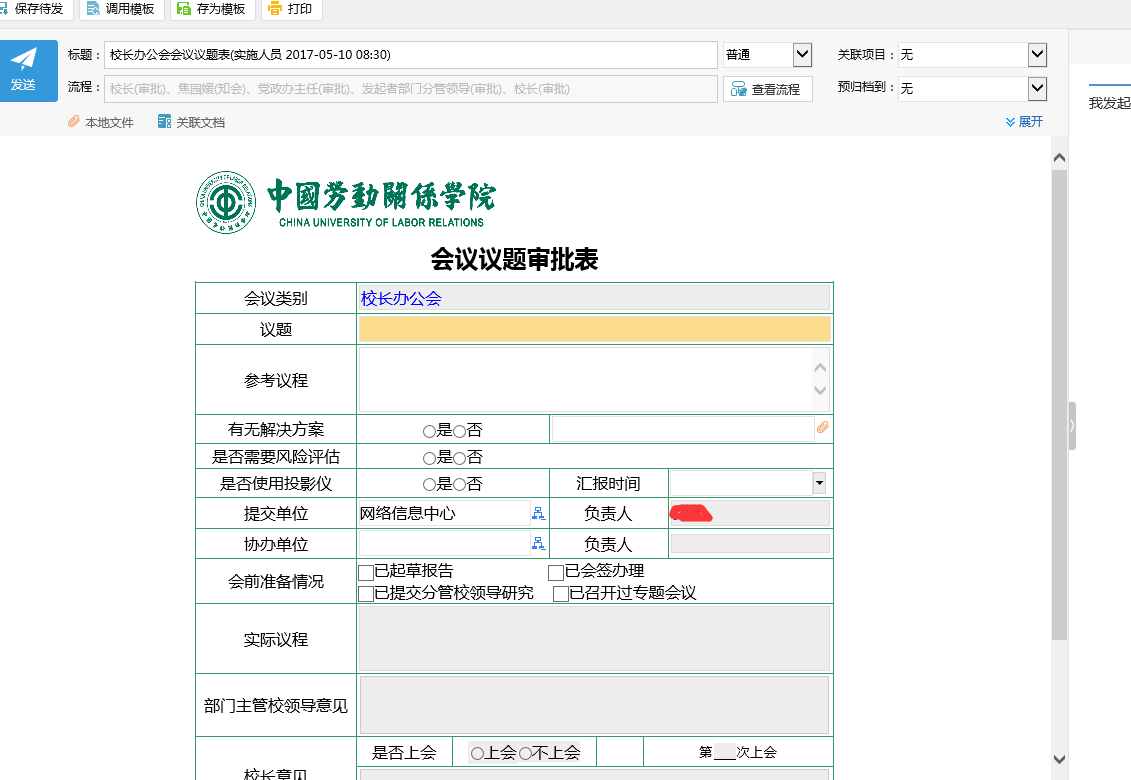 保存待发 调用模板 存为模板 打印
发送
标题： 校长办公会会议议题表(实施人员 2017-05-10 08:30) 普通 关联项目： 无
流程： 校长(审批)、焦园媛(知会)、党政办主任(审批)、发起者部门分管领导(审批)、校长(审批) 查看流程 预归档到： 无
本地文件 关联文档 展开
我发起
中國劳動關係學院
CHINA UNIVERSITY OF LABOR RELATIONS
会议议题审批表
会议类别 校长办公会
议题
参考议程
有无解决方案 是 否
是否需要风险评估 是 否
是否使用投影仪 是 否 汇报时间
提交单位 网络信息中心 负责人
协办单位 负责人
会前准备情况 已起草报告 已会签办理
已提交分管校领导研究 已召开过专题会议
实际议程
部门主管校领导意见
是否上会 上会 不上会 第___次上会
校长意见